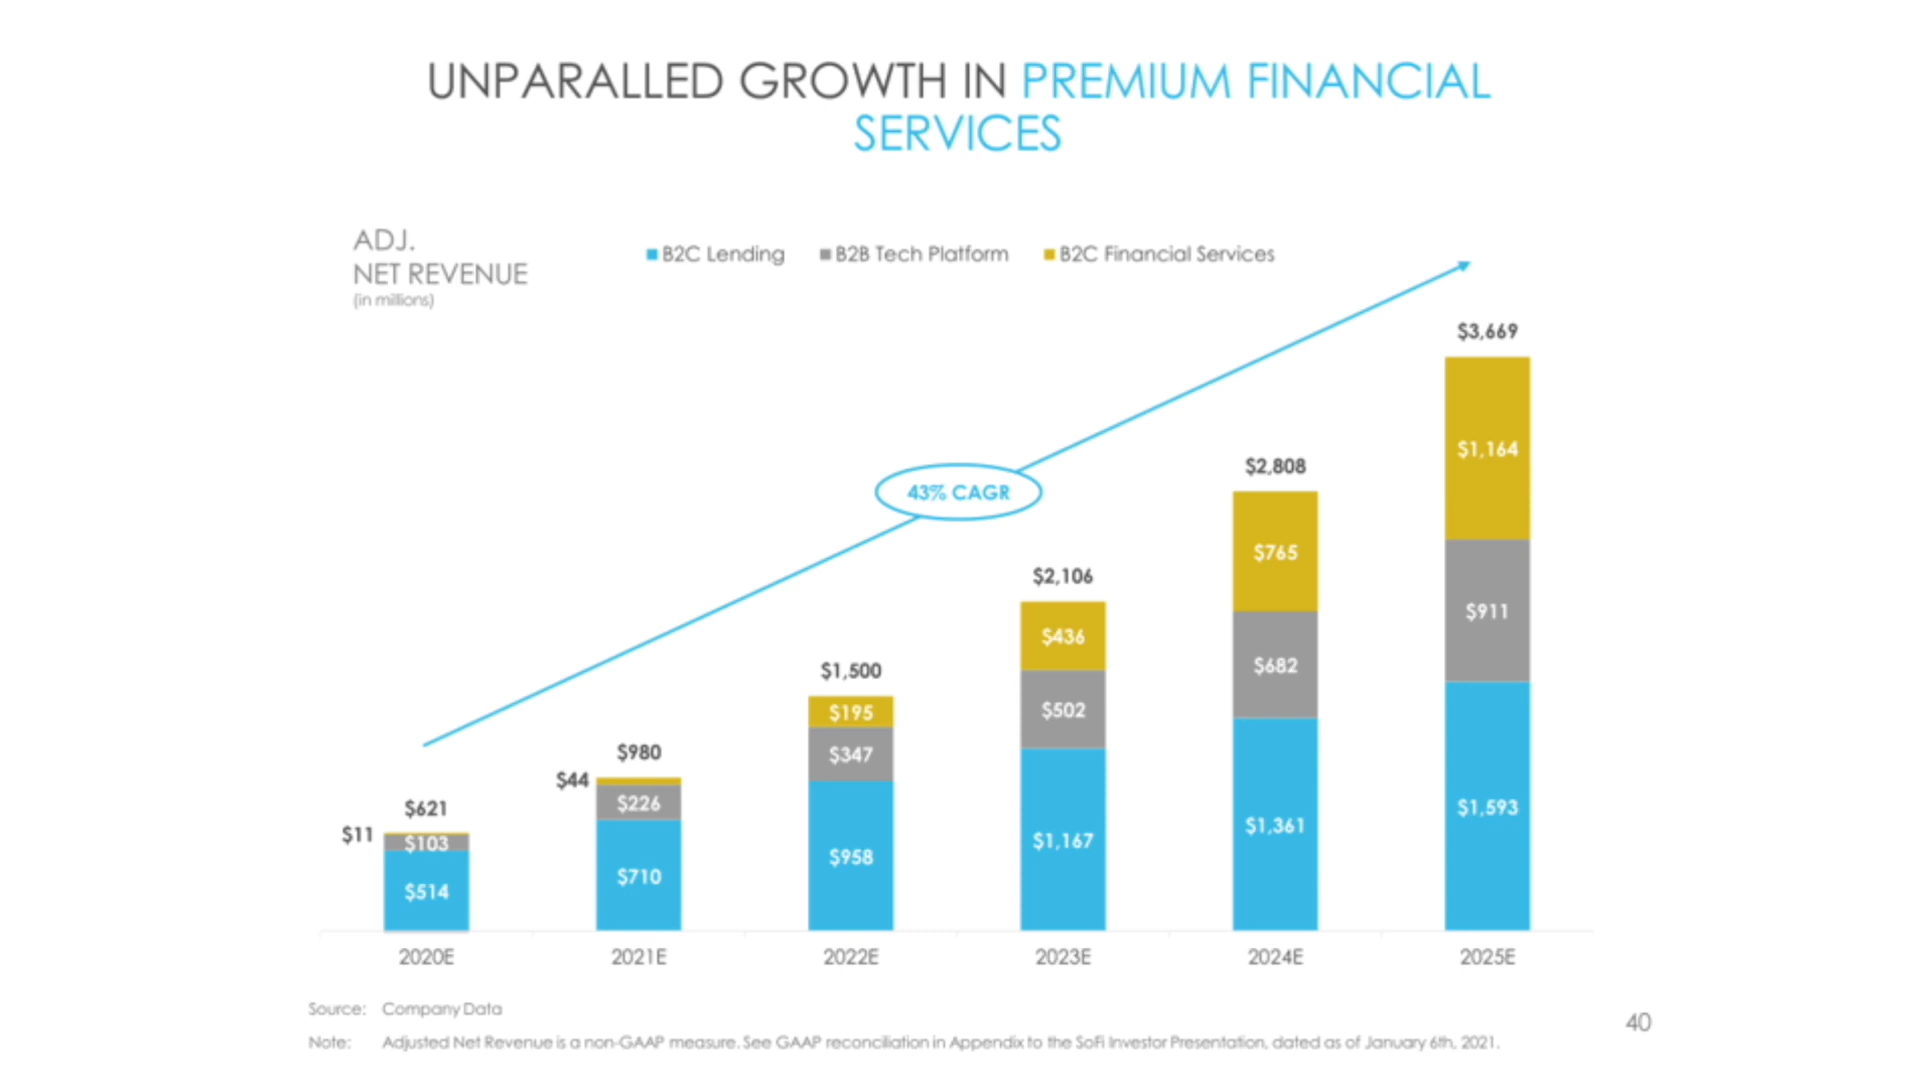 UNPARALLED GROWTH IN PREMIUM FINANCIAL
SERVICES
ADJ.
NET REVENUE
(in millions)
B2C Lending B2B Tech Platform B2C Financial Services
43% CAGR
$621
$11
$103
$514
$980
$44
$226
$710
$1,500
$195
$347
$958
$2,106
$436
$502
$1,167
$2,808
$765
$682
$1,361
$3,669
$1,164
$911
$1,593
2020E 2021E 2022E 2023E 2024E 2025E
Source: Company Data
Note: Adjusted Net Revenue is a non-GAAP measure. See GAAP reconciliation in Appendix to the SoFi Investor Presentation, dated as of January 6th, 2021.
40